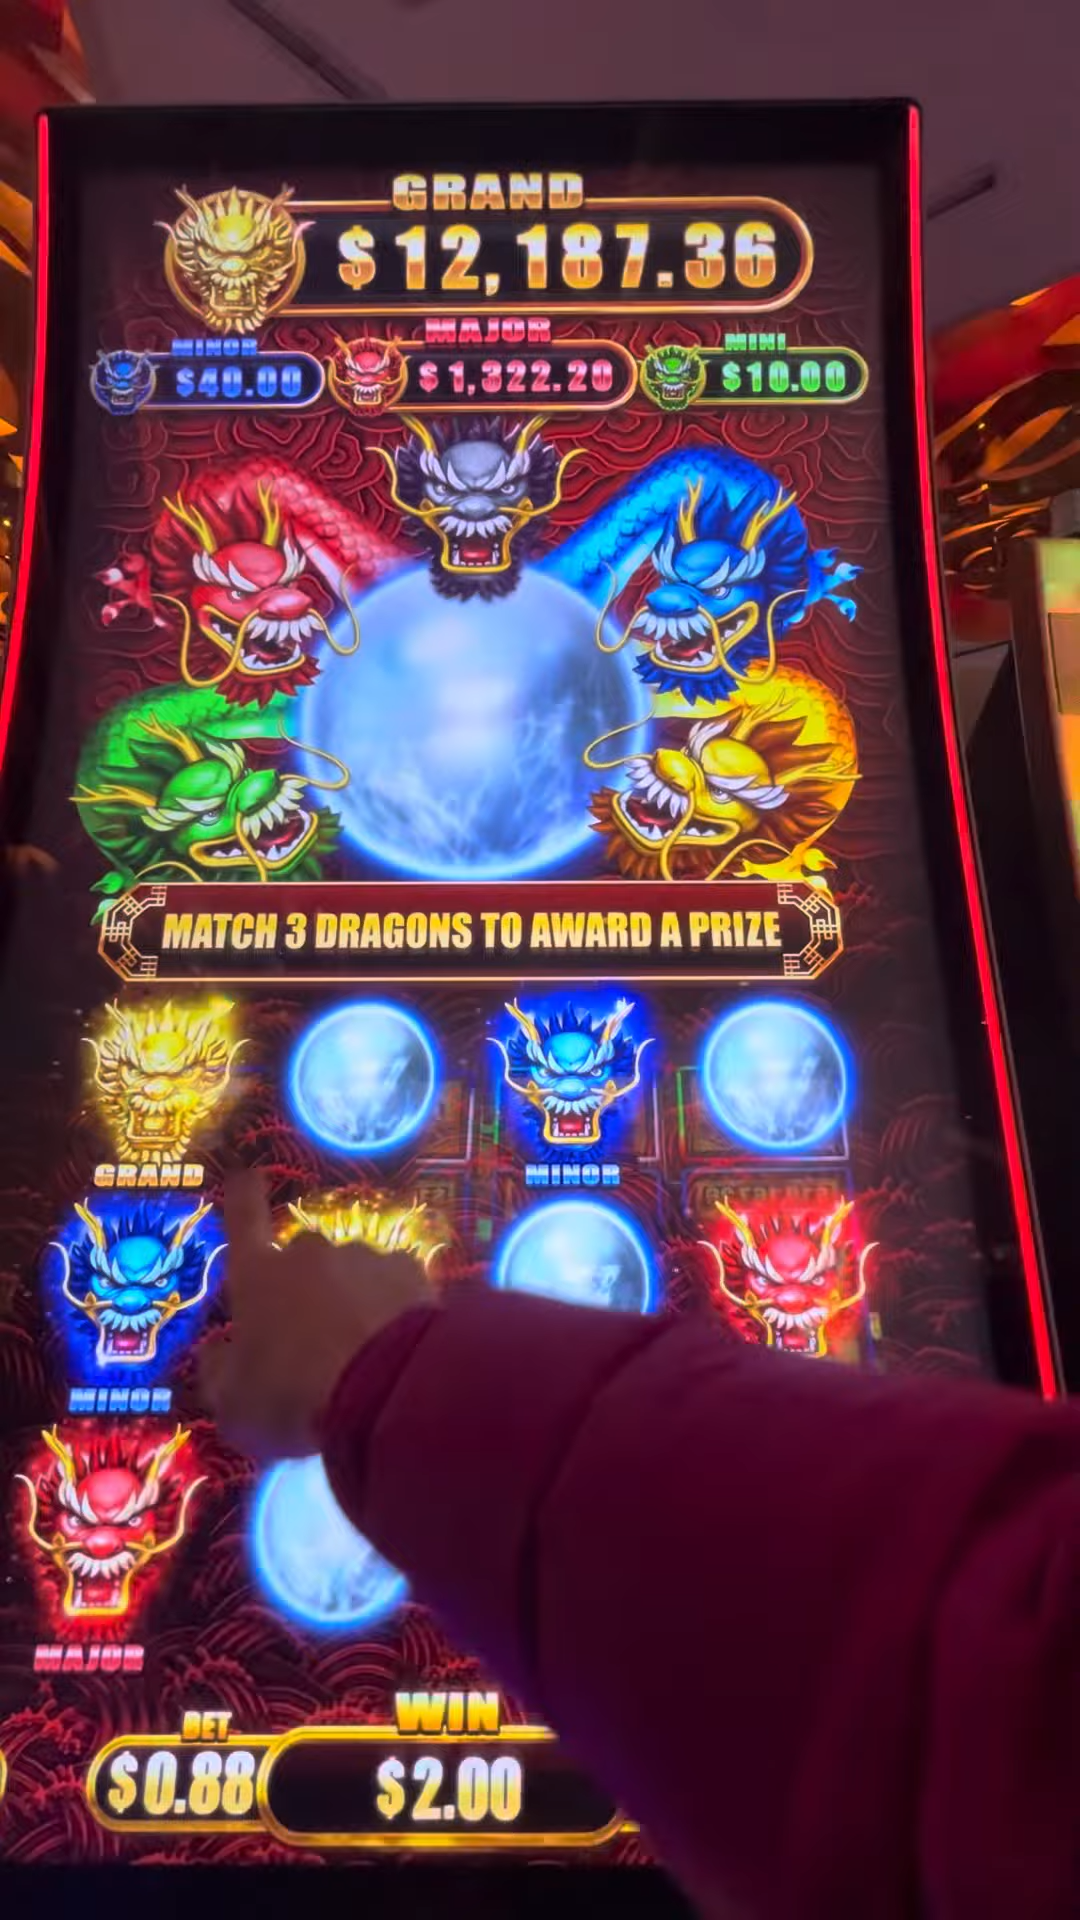 GRAND
$12,187.36
MINOR
$40.00
MAJOR
$1,322.20
MINI
$10.00
MATCH 3 DRAGONS TO AWARD A PRIZE
GRAND
MINOR
MINOR
MAJOR
BET
$0.88
WIN
$2.00